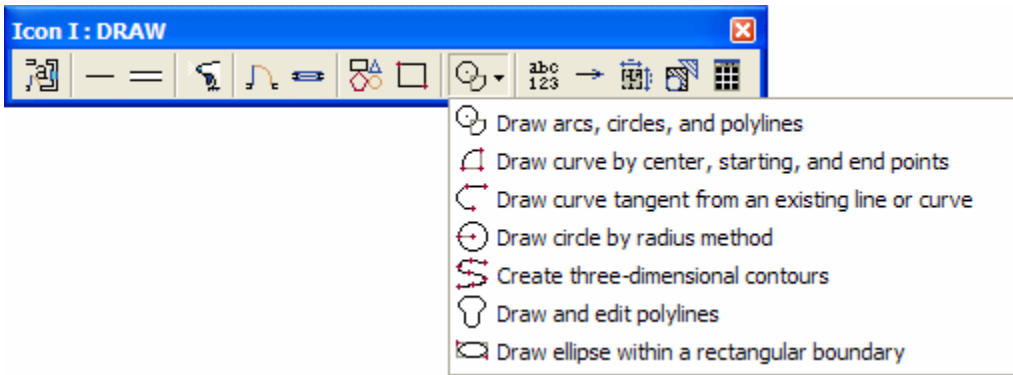 Icon I : DRAW
abc
123
Draw arcs, circles, and polylines
Draw curve by center, starting, and end points
Draw curve tangent from an existing line or curve
Draw circle by radius method
Create three-dimensional contours
Draw and edit polylines
Draw ellipse within a rectangular boundary